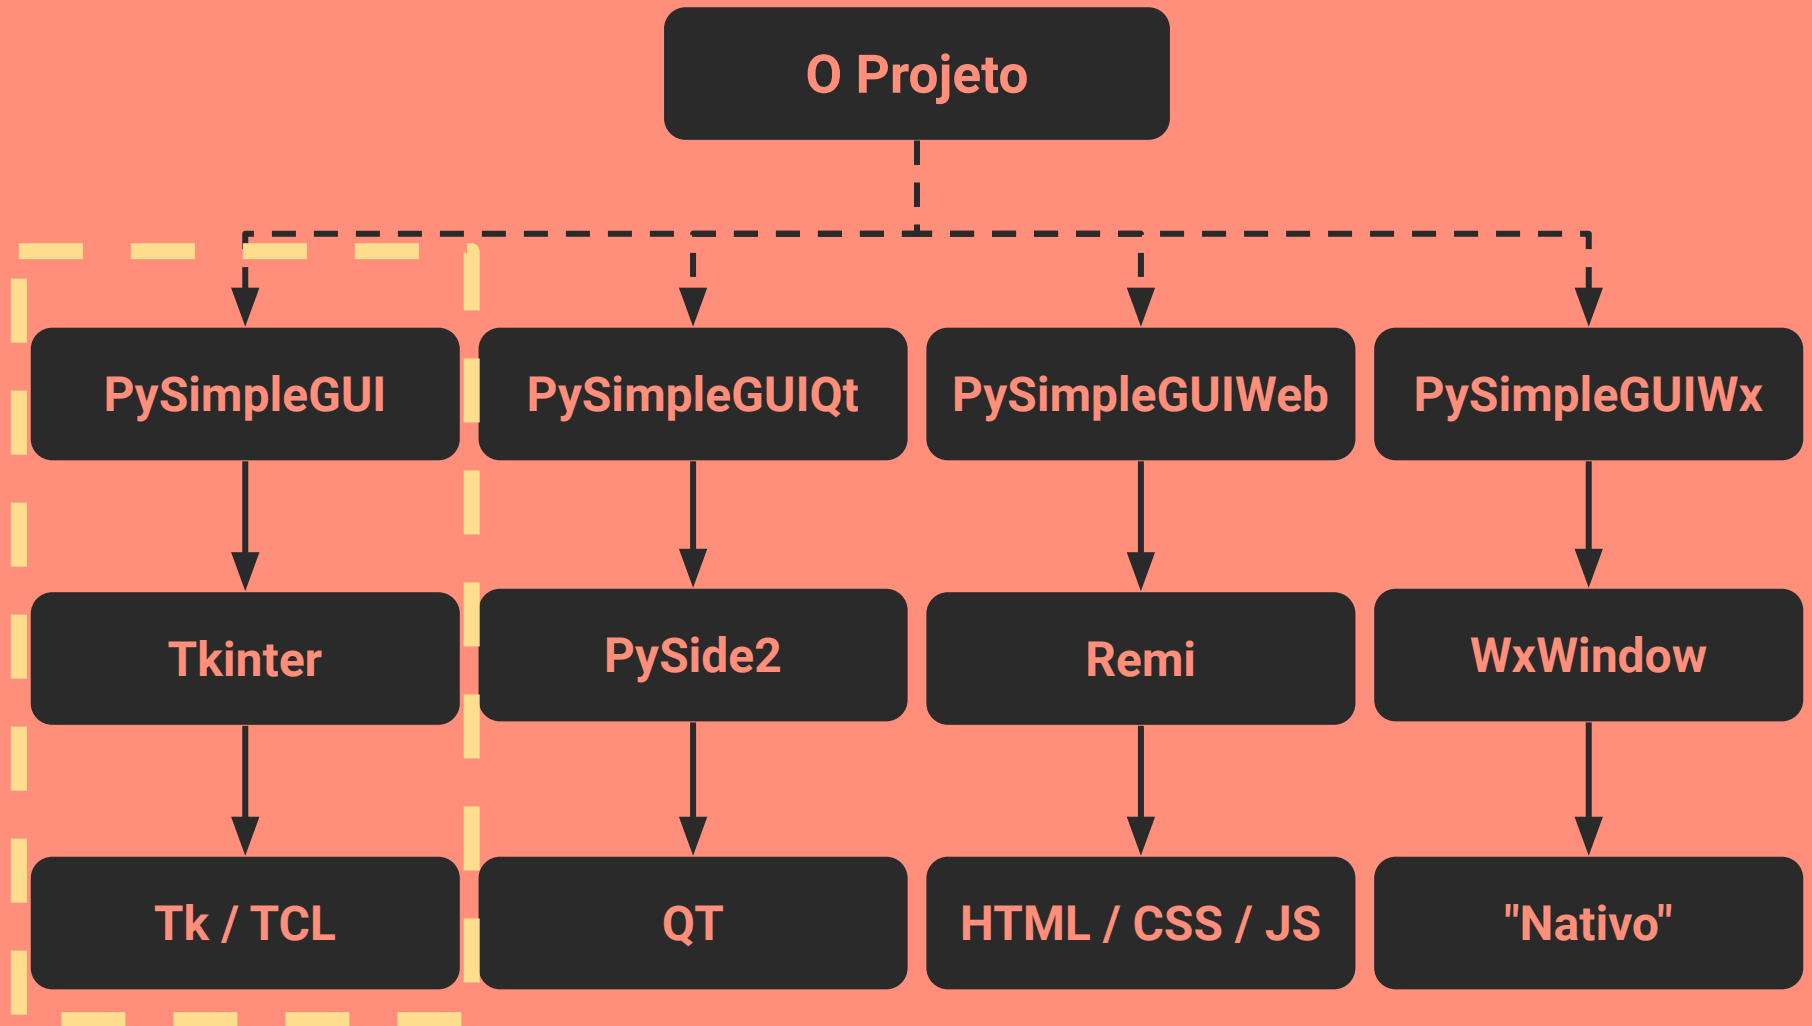 O Projeto
PySimpleGUI
PySimpleGUIQt
PySimpleGUIWeb
PySimpleGUIWx
Tkinter
PySide2
Remi
WxWindow
Tk / TCL
QT
HTML / CSS / JS
"Nativo"